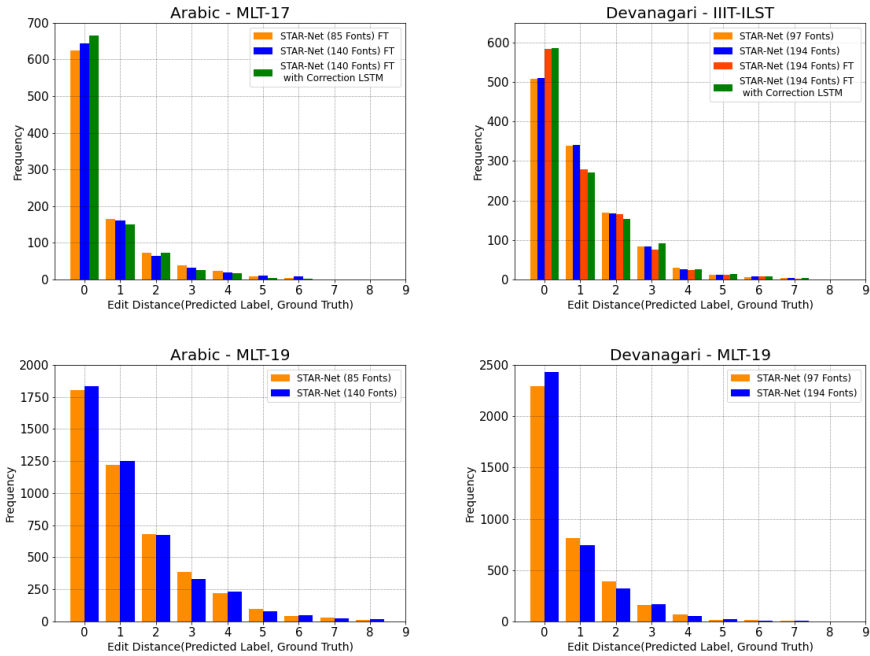 Arabic - MLT-17
700
600
500
400
300
200
100
0
Frequency
STAR-Net (85 Fonts) FT
STAR-Net (140 Fonts) FT
STAR-Net (140 Fonts) FT
with Correction LSTM
0 1 2 3 4 5 6 7 8 9
Edit Distance(Predicted Label, Ground Truth)
Devanagari - IIIT-ILST
600
500
400
300
200
100
0
Frequency
STAR-Net (97 Fonts)
STAR-Net (194 Fonts)
STAR-Net (194 Fonts) FT
STAR-Net (194 Fonts) FT
with Correction LSTM
0 1 2 3 4 5 6 7 8 9
Edit Distance(Predicted Label, Ground Truth)
Arabic - MLT-19
2000
1750
1500
1250
1000
750
500
250
0
Frequency
STAR-Net (85 Fonts)
STAR-Net (140 Fonts)
0 1 2 3 4 5 6 7 8 9
Edit Distance(Predicted Label, Ground Truth)
Devanagari - MLT-19
2500
2000
1500
1000
500
0
Frequency
STAR-Net (97 Fonts)
STAR-Net (194 Fonts)
0 1 2 3 4 5 6 7 8 9
Edit Distance(Predicted Label, Ground Truth)